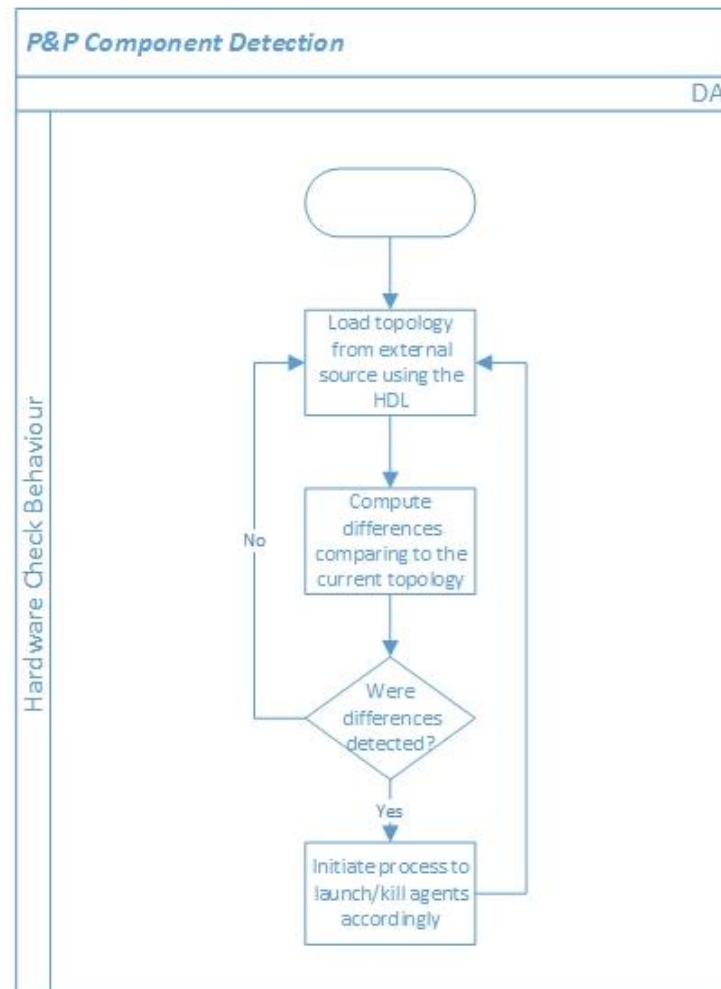 P&P Component Detection
DA
Hardware Check Behaviour
Load topology
from external
source using the
HDL
Compute
differences
comparing to the
current topology
No
Were
differences
detected?
Yes
Initiate process to
launch/kill agents
accordingly